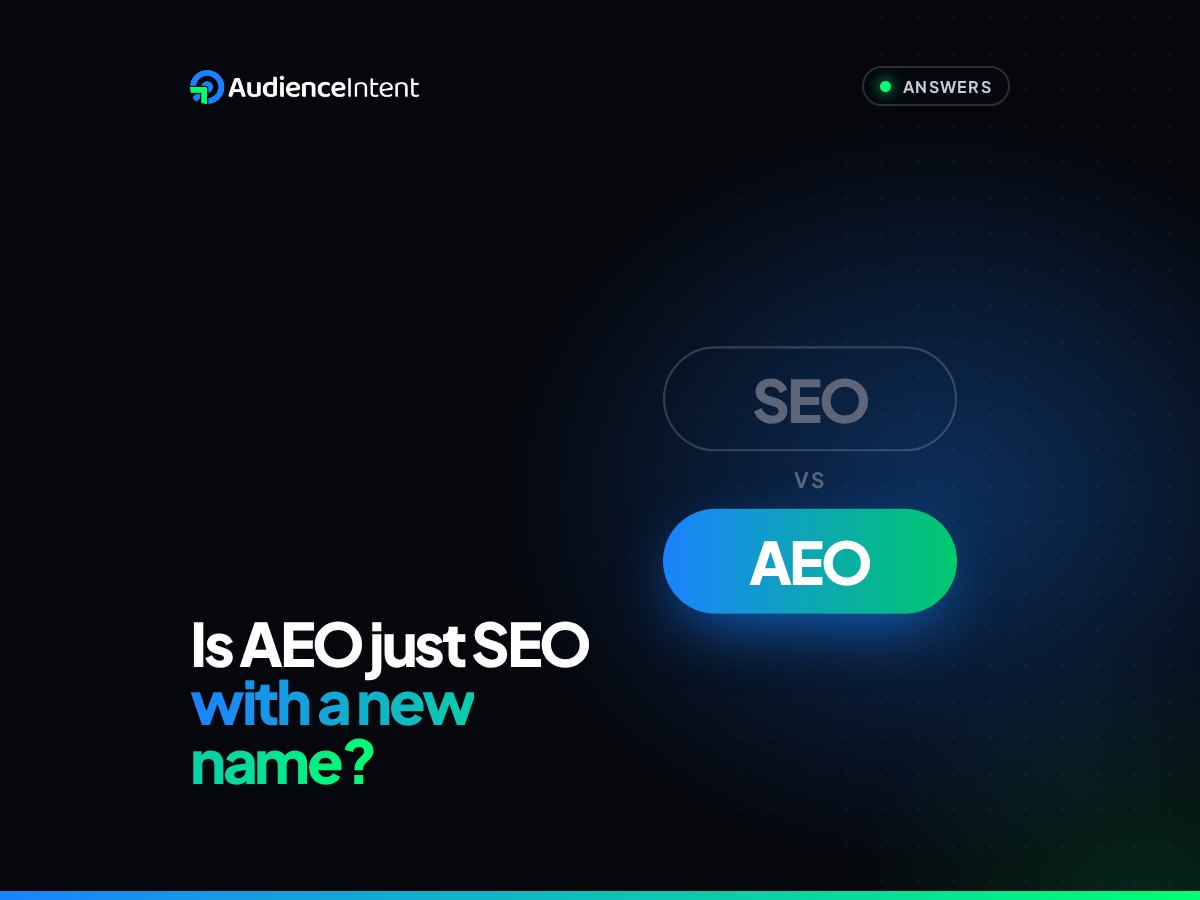 AudienceIntent
ANSWERS
SEO
VS
AEO
Is AEO just SEO
with a new
name?